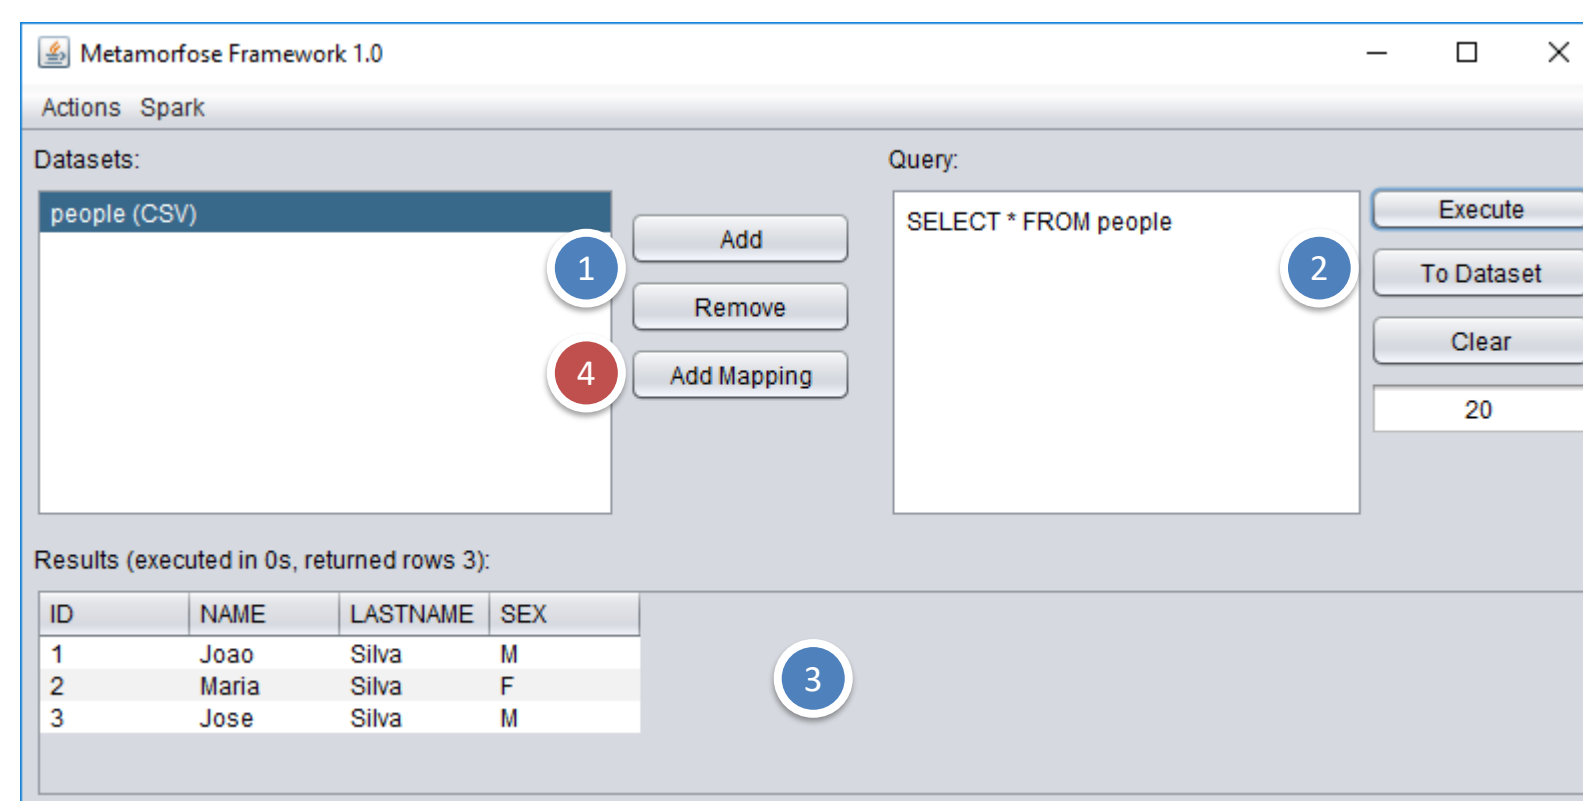 Metamorfose Framework 1.0
Actions Spark
Datasets:
Query:
people (CSV)
SELECT * FROM people
Execute
Add
1
2
To Dataset
Remove
Clear
4
Add Mapping
20
Results (executed in 0s, returned rows 3):
ID NAME LASTNAME SEX
1 Joao Silva M
2 Maria Silva F
3 Jose Silva M
3